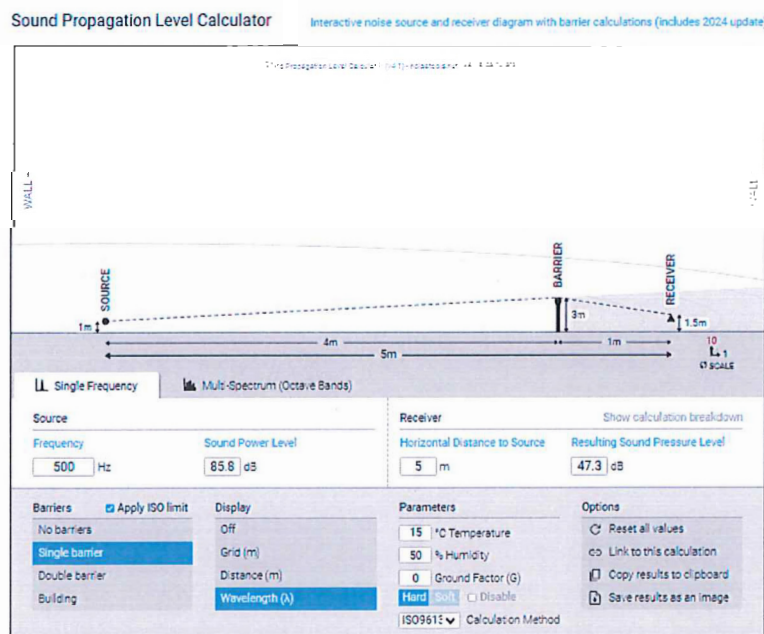 Sound Propagation Level Calculator
Interactive noise source and receiver diagram with barrier calculations (includes 2024 update)
Propagation Level
WALL
SOURCE
BARRIER
RECEIVER
1m
3m
1.5m
4m
1m
5m
10
1
SCALE
Single Frequency
Multi-Spectrum (Octave Bands)
Source
Receiver
Show calculation breakdown
Frequency
Sound Power Level
Horizontal Distance to Source
Resulting Sound Pressure Level
500 Hz
85.8 dB
5 m
47.3 dB
Barriers
Apply ISO limit
Display
Parameters
Options
No barriers
Off
15 °C Temperature
Reset all values
Single barrier
Grid (m)
50 % Humidity
Link to this calculation
Double barrier
Distance (m)
0 Ground Factor (G)
Copy results to clipboard
Building
Wavelength (λ)
Hard Soft Disable
Save results as an image
ISO9613 Calculation Method